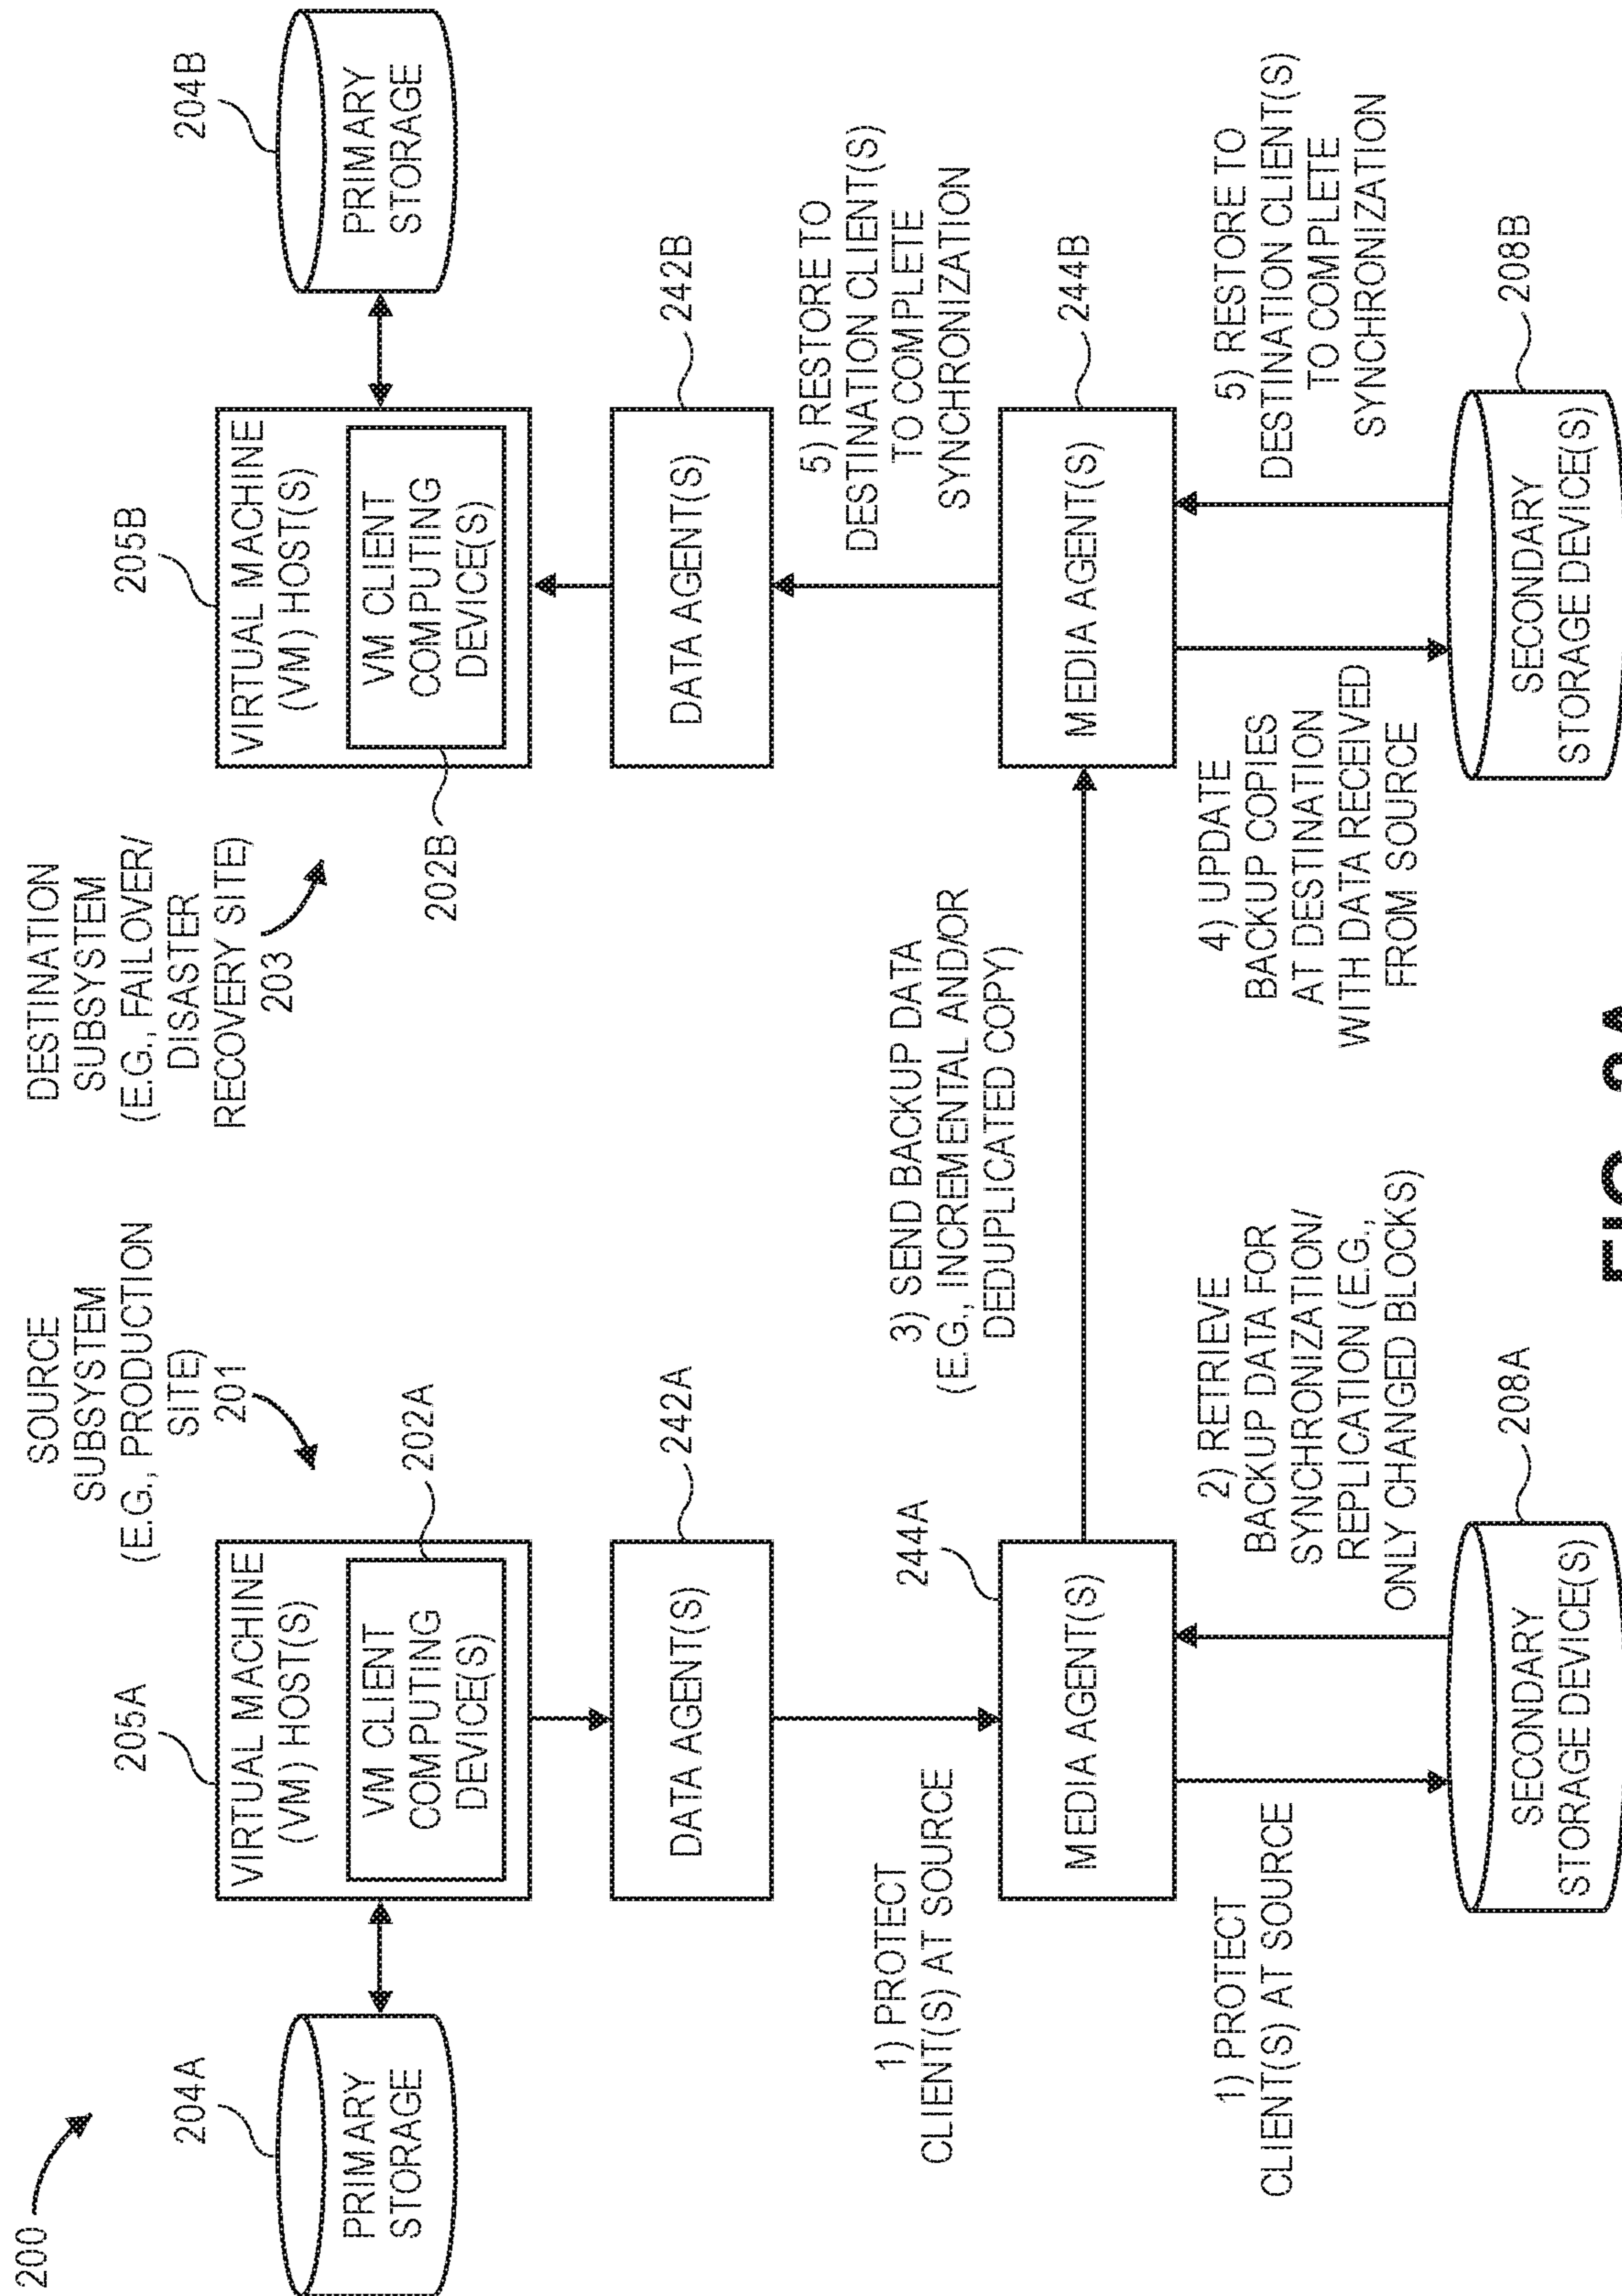 200
SOURCE
SUBSYSTEM
(E.G., PRODUCTION
SITE)
201
DESTINATION
SUBSYSTEM
(E.G., FAILOVER/
DISASTER
RECOVERY SITE)
203
204A
PRIMARY
STORAGE
205A
VIRTUAL MACHINE
(VM) HOST(S)
VM CLIENT
COMPUTING
DEVICE(S)
202A
205B
VIRTUAL MACHINE
(VM) HOST(S)
VM CLIENT
COMPUTING
DEVICE(S)
202B
204B
PRIMARY
STORAGE
DATA AGENT(S)
242A
DATA AGENT(S)
242B
1) PROTECT
CLIENT(S) AT SOURCE
3) SEND BACKUP DATA
(E.G., INCREMENTAL AND/OR
DEDUPLICATED COPY)
5) RESTORE TO
DESTINATION CLIENT(S)
TO COMPLETE
SYNCHRONIZATION
MEDIA AGENT(S)
244A
MEDIA AGENT(S)
244B
1) PROTECT
CLIENT(S) AT SOURCE
2) RETRIEVE
BACKUP DATA FOR
SYNCHRONIZATION/
REPLICATION (E.G.,
ONLY CHANGED BLOCKS)
4) UPDATE
BACKUP COPIES
AT DESTINATION
WITH DATA RECEIVED
FROM SOURCE
5) RESTORE TO
DESTINATION CLIENT(S)
TO COMPLETE
SYNCHRONIZATION
SECONDARY
STORAGE DEVICE(S)
208A
SECONDARY
STORAGE DEVICE(S)
208B